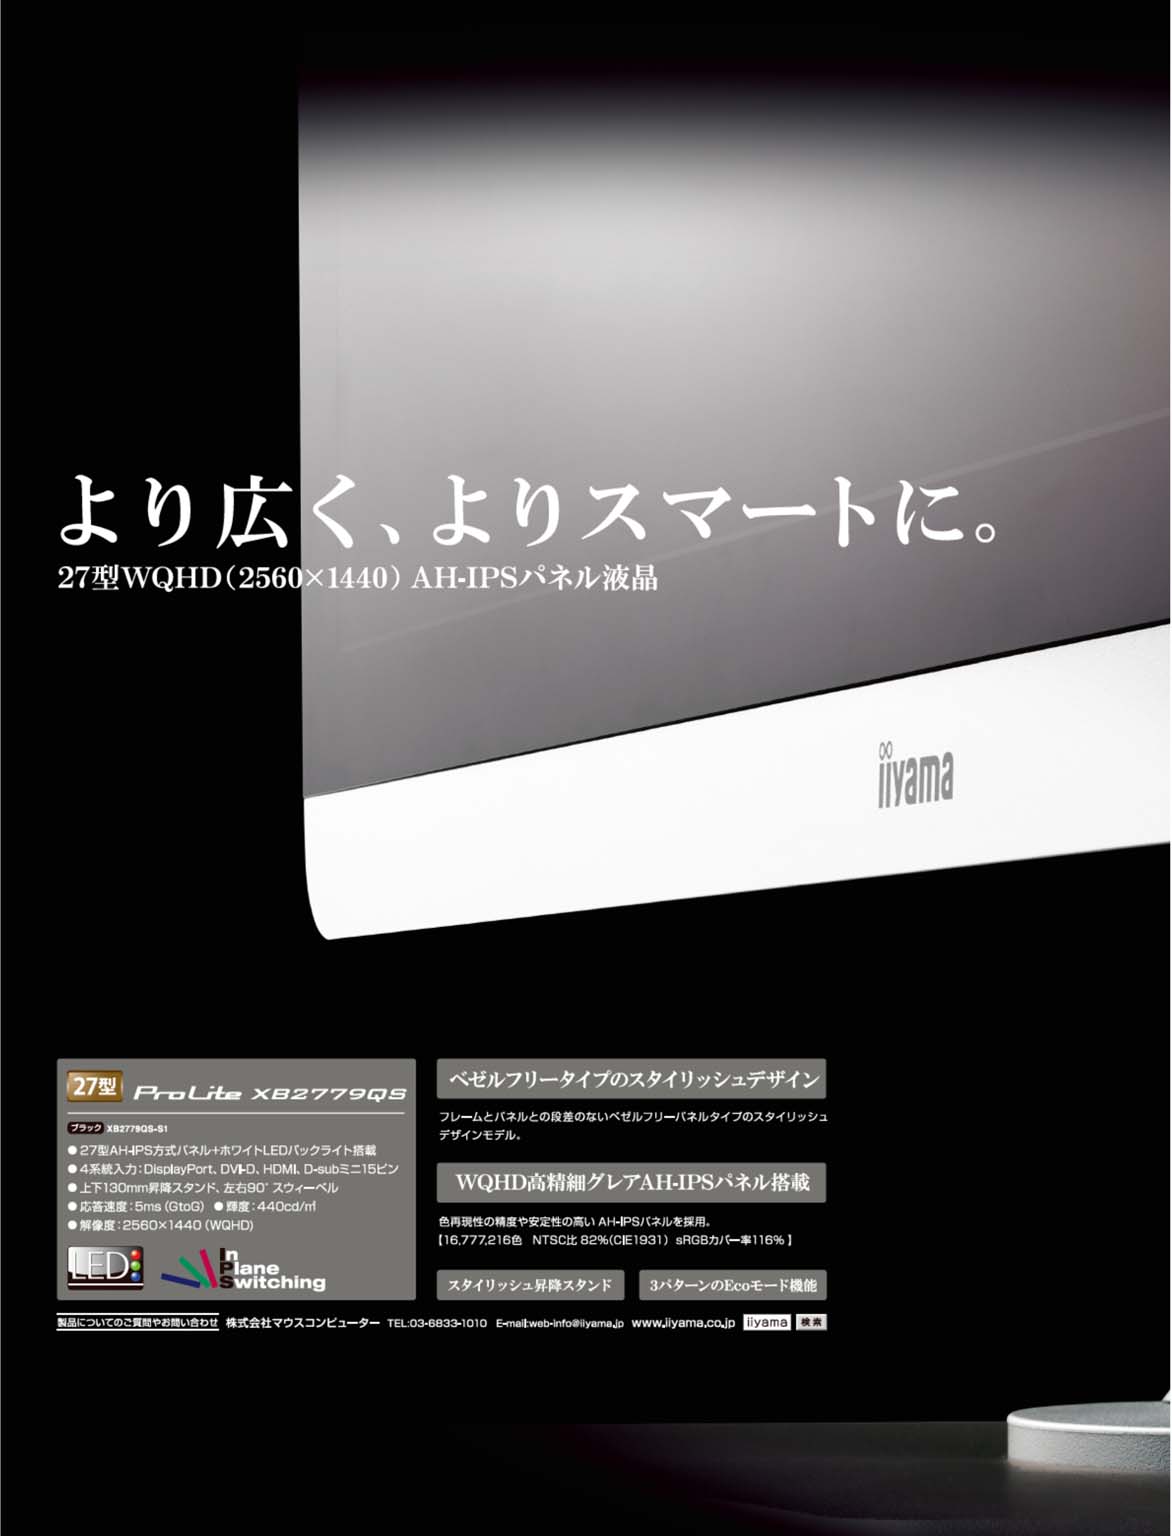 より広く、よりスマートに。
27型WQHD（2560×1440）AH-IPSパネル液晶
iiyama
27型 ProLite XB2779QS
ブラック XB2779QS-S1
●27型AH-IPS方式パネル+ホワイトLEDバックライト搭載
●4系統入力：DisplayPort、DVI-D、HDMI、D-subミニ15ピン
●上下130mm昇降スタンド、左右90°スウィーベル
●応答速度：5ms（GtoG） ●輝度：440cd/㎡
●解像度：2560×1440（WQHD）
LED
In
Plane
Switching
ベゼルフリータイプのスタイリッシュデザイン
フレームとパネルとの段差のないベゼルフリーパネルタイプのスタイリッシュ
デザインモデル。
WQHD高精細グレアAH-IPSパネル搭載
色再現性の精度や安定性の高い AH-IPSパネルを採用。
【16,777,216色　NTSC比 82%（CIE1931）sRGBカバー率116%】
スタイリッシュ昇降スタンド 3パターンのEcoモード機能
製品についてのご質問やお問い合わせ 株式会社マウスコンピューター TEL:03-6833-1010 E-mail:web-info@iiyama.jp www.iiyama.co.jp iiyama 検索